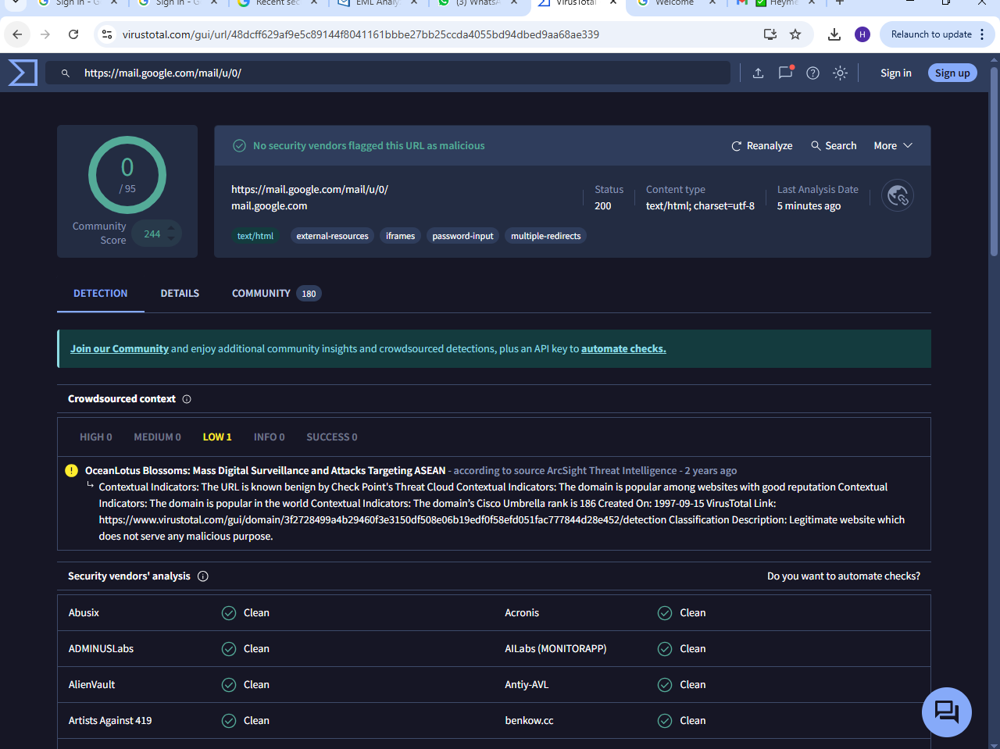 Sign in - G
Sign in - G
Recent sec
EML Analy
(3) WhatsA
VirusTotal
Welcome
Heyme
virustotal.com/gui/url/48dcff629af9e5c89144f8041161bbbe27bb25ccda4055bd94dbed9aa68ae339
H
Relaunch to update
https://mail.google.com/mail/u/0/
Sign in
Sign up
0
/ 95
Community Score
244
No security vendors flagged this URL as malicious
Reanalyze
Search
More
https://mail.google.com/mail/u/0/
mail.google.com
Status
200
Content type
text/html; charset=utf-8
Last Analysis Date
5 minutes ago
text/html
external-resources
iframes
password-input
multiple-redirects
DETECTION
DETAILS
COMMUNITY 180
Join our Community and enjoy additional community insights and crowdsourced detections, plus an API key to automate checks.
Crowdsourced context
HIGH 0
MEDIUM 0
LOW 1
INFO 0
SUCCESS 0
OceanLotus Blossoms: Mass Digital Surveillance and Attacks Targeting ASEAN - according to source ArcSight Threat Intelligence - 2 years ago
Contextual Indicators: The URL is known benign by Check Point's Threat Cloud Contextual Indicators: The domain is popular among websites with good reputation Contextual
Indicators: The domain is popular in the world Contextual Indicators: The domain's Cisco Umbrella rank is 186 Created On: 1997-09-15 VirusTotal Link:
https://www.virustotal.com/gui/domain/3f2728499a4b29460f3e3150df508e06b19edf0f58efd051fac777844d28e452/detection Classification Description: Legitimate website which
does not serve any malicious purpose.
Security vendors' analysis
Do you want to automate checks?
Abusix Clean Acronis Clean
ADMINUSLabs Clean AILabs (MONITORAPP) Clean
AlienVault Clean Antiy-AVL Clean
Artists Against 419 Clean benkow.cc Clean